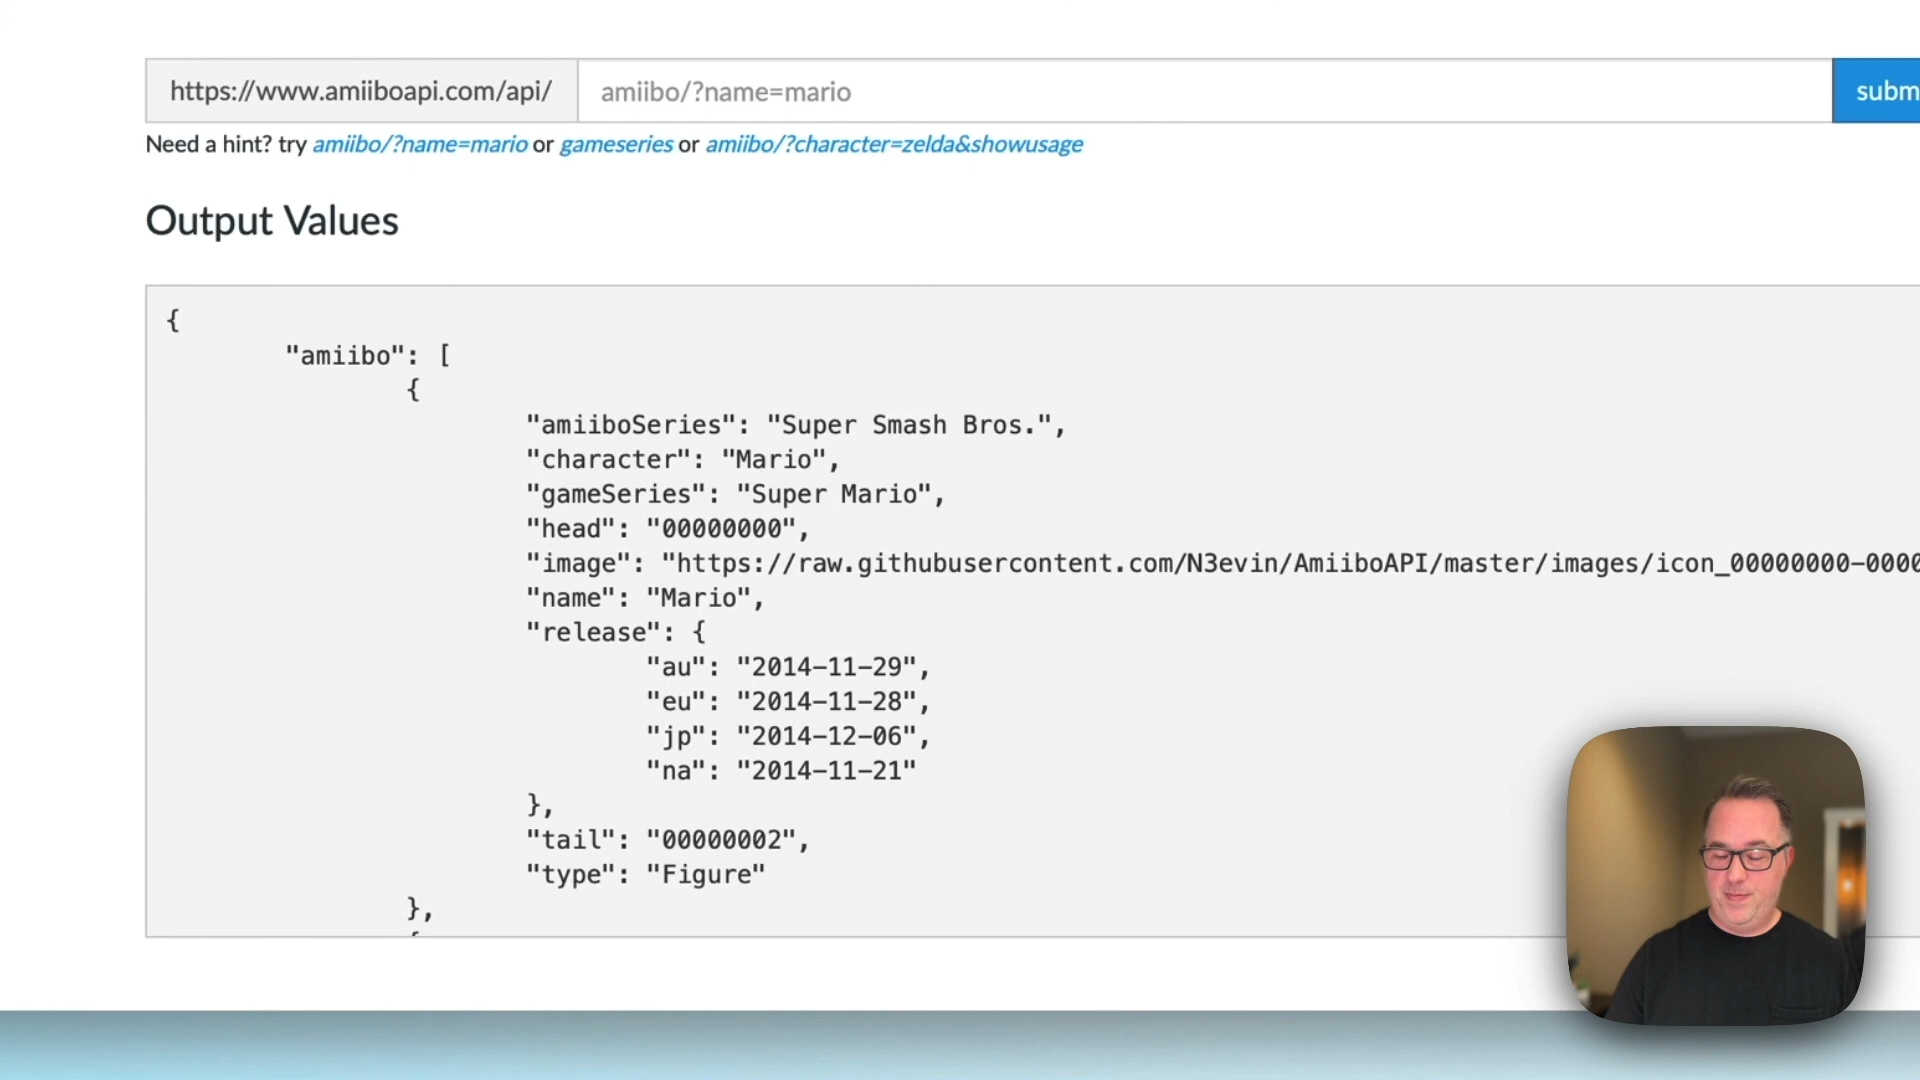 https://www.amiiboapi.com/api/ amiibo/?name=mario subm
Need a hint? try amiibo/?name=mario or gameseries or amiibo/?character=zelda&showusage
Output Values
{
"amiibo": [
{
"amiiboSeries": "Super Smash Bros.",
"character": "Mario",
"gameSeries": "Super Mario",
"head": "00000000",
"image": "https://raw.githubusercontent.com/N3evin/AmiiboAPI/master/images/icon_00000000-0000
"name": "Mario",
"release": {
"au": "2014-11-29",
"eu": "2014-11-28",
"jp": "2014-12-06",
"na": "2014-11-21"
},
"tail": "00000002",
"type": "Figure"
},